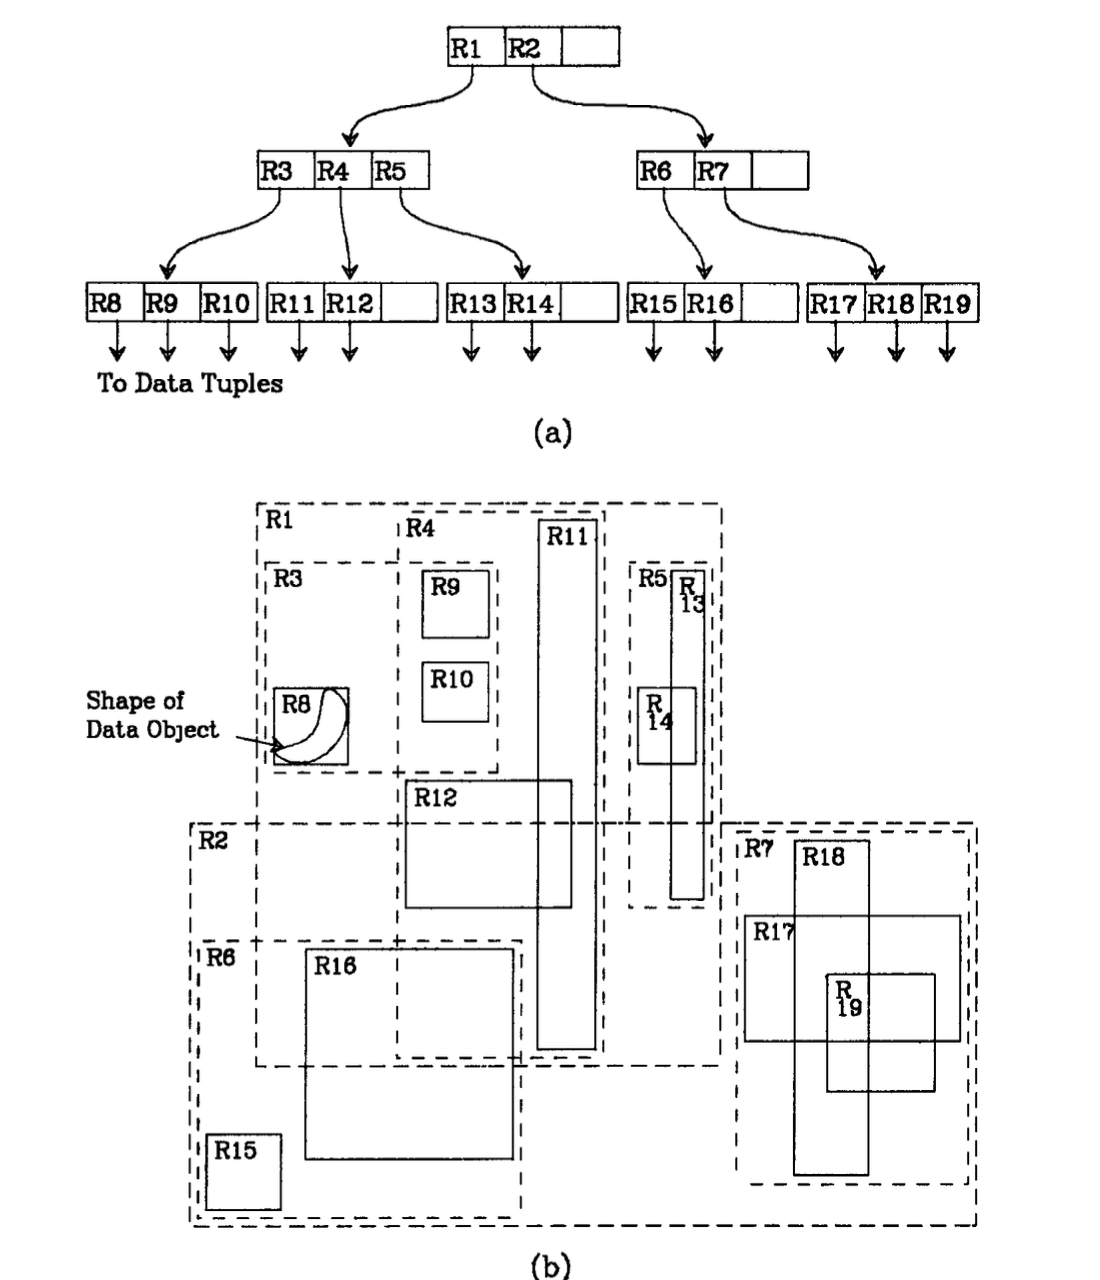 R1 R2
R3 R4 R5 R6 R7
R8 R9 R10 R11 R12 R13 R14 R15 R16 R17 R18 R19
To Data Tuples
(a)
R1
R4
R11
R3
R9
R5
R
13
R10
Shape of
Data Object
R8
R
14
R12
R2
R7
R18
R17
R6
R16
R
19
R15
(b)